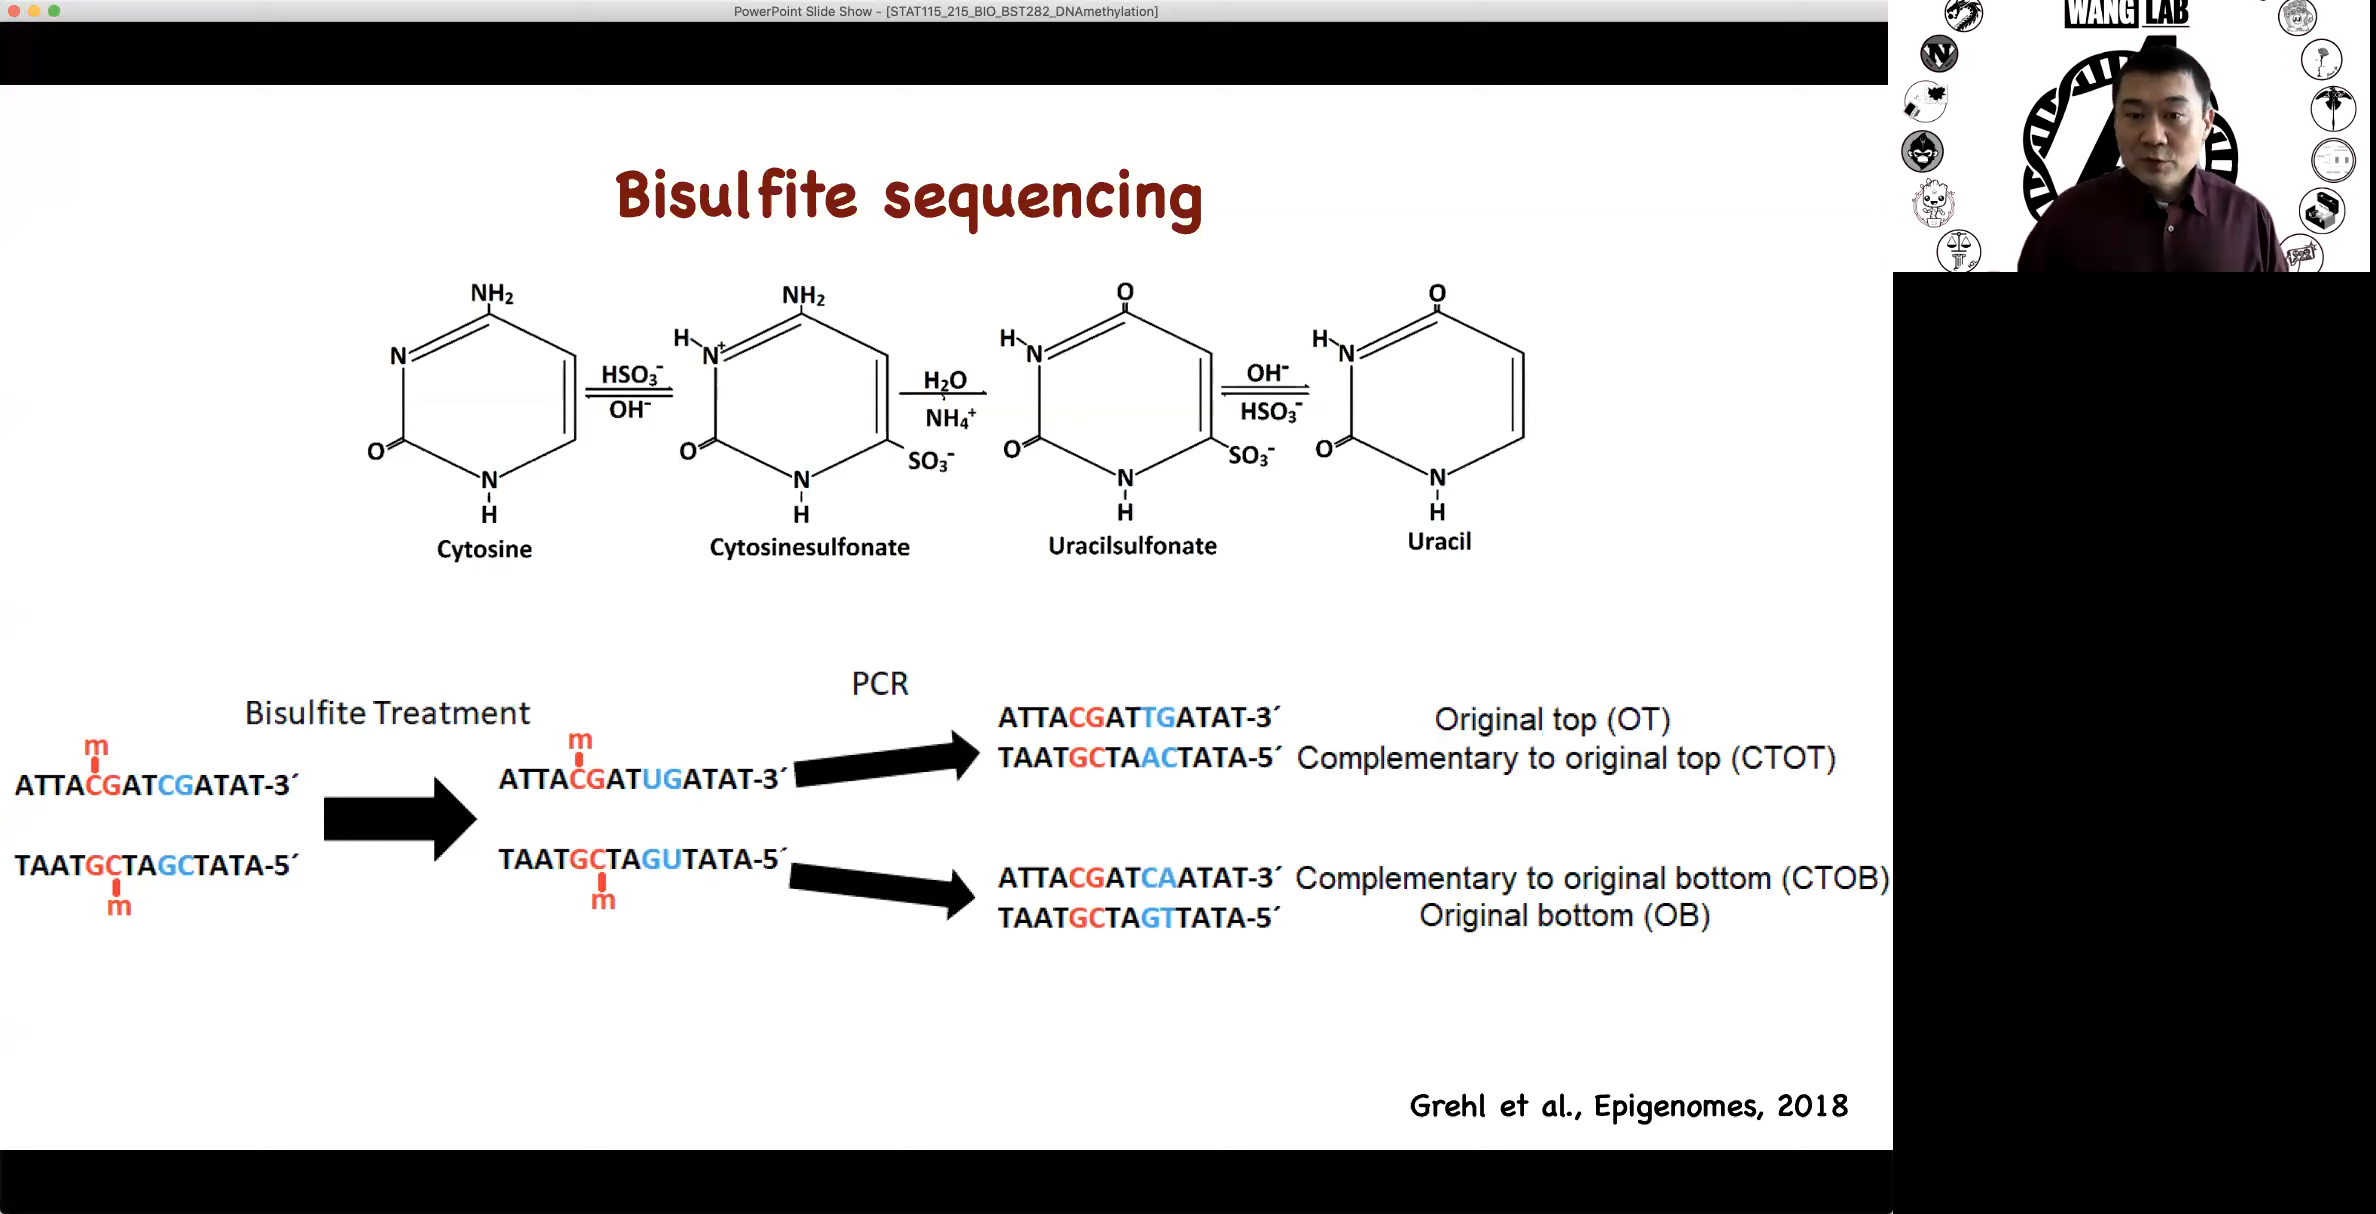 PowerPoint Slide Show - [STAT115_215_BIO_BST282_DNAmethylation]
WANG LAB
Bisulfite sequencing
NH₂
N
O
N
H
Cytosine
HSO₃⁻
OH⁻
NH₂
H
N⁺
O
SO₃⁻
N
H
Cytosinesulfonate
H₂O
NH₄⁺
O
H
N
O
SO₃⁻
N
H
Uracilsulfonate
OH⁻
HSO₃⁻
O
H
N
O
N
H
Uracil
Bisulfite Treatment
PCR
m
ATTACGATCGATAT-3´
TAATGCTAGCTATA-5´
m
m
ATTACGATUGATAT-3´
TAATGCTAGUTATA-5´
m
ATTACGATTGATAT-3´ Original top (OT)
TAATGCTAACTATA-5´ Complementary to original top (CTOT)
ATTACGATCAATAT-3´ Complementary to original bottom (CTOB)
TAATGCTAGTTATA-5´ Original bottom (OB)
Grehl et al., Epigenomes, 2018